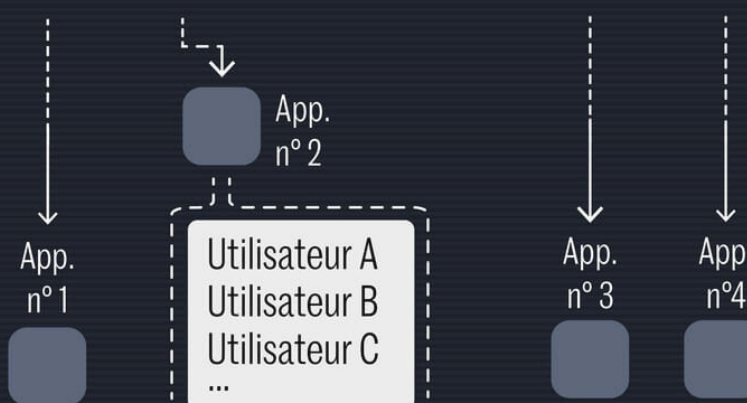 App.
n° 2
App.
n° 1
Utilisateur A
Utilisateur B
Utilisateur C
...
App.
n° 3
App
n°4